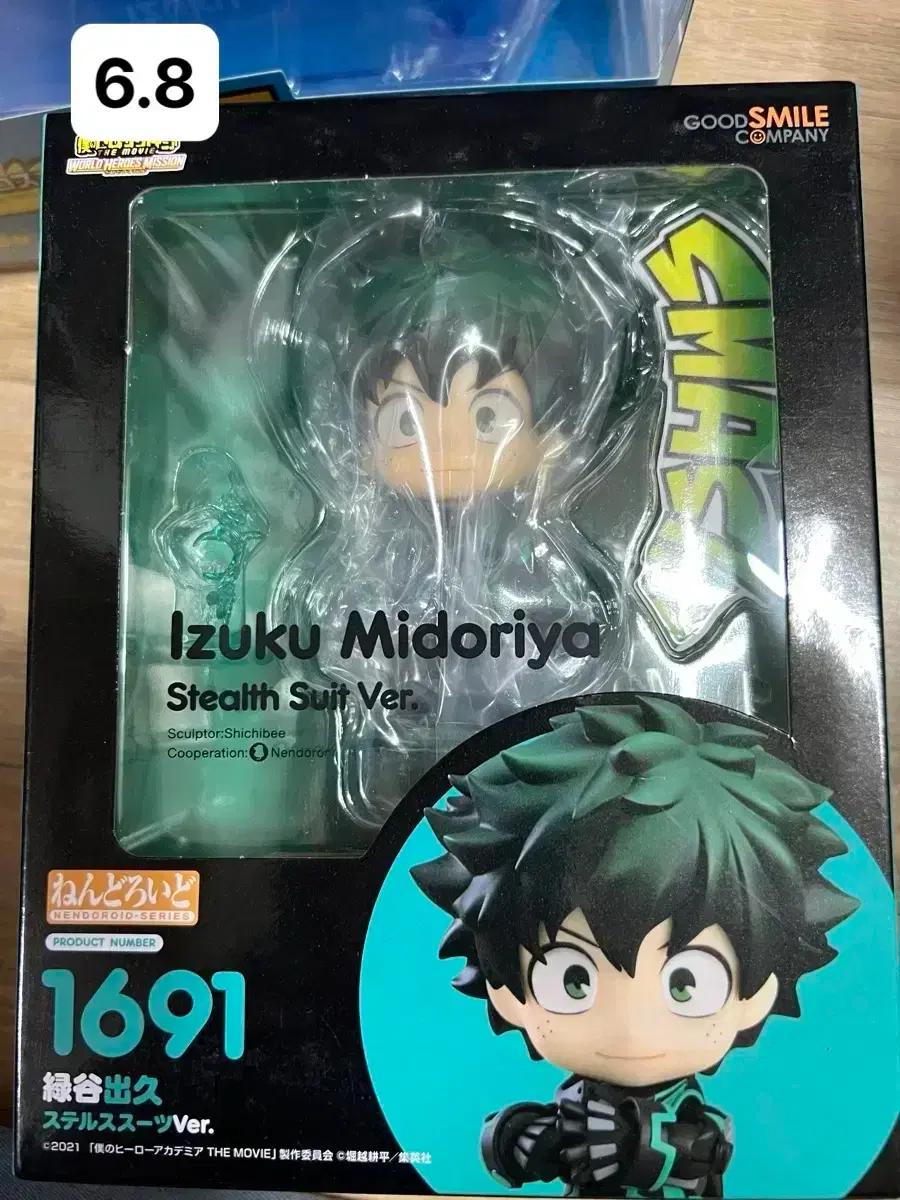 6.8
THE MOVIE
WORLD HEROES MISSION
GOODSMILE
COMPANY
SMAS
Izuku Midoriya
Stealth Suit Ver.
Sculptor:Shichibee
Cooperation: Nendoron
ねんどろいど
NENDOROID-SERIES
PRODUCT NUMBER
1691
緑谷出久
ステルススーツVer.
©2021 「僕のヒーローアカデミア THE MOVIE」製作委員会 ©堀越耕平／集英社